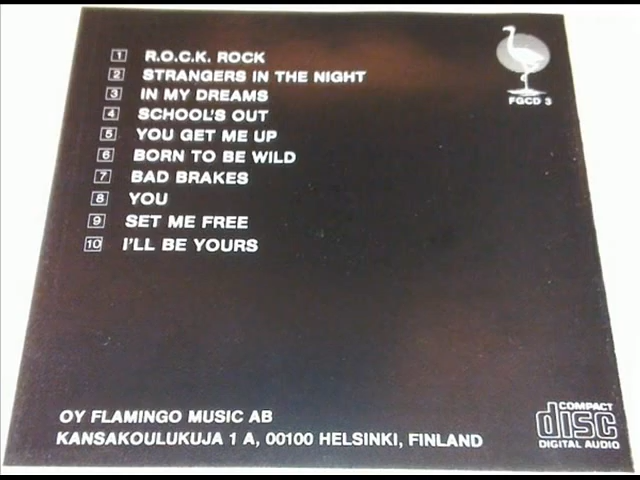 1 R.O.C.K. ROCK
2 STRANGERS IN THE NIGHT
3 IN MY DREAMS
4 SCHOOL'S OUT
5 YOU GET ME UP
6 BORN TO BE WILD
7 BAD BRAKES
8 YOU
9 SET ME FREE
10 I'LL BE YOURS
FGCD 3
OY FLAMINGO MUSIC AB
KANSAKOULUKUJA 1 A, 00100 HELSINKI, FINLAND
COMPACT
disc
DIGITAL AUDIO